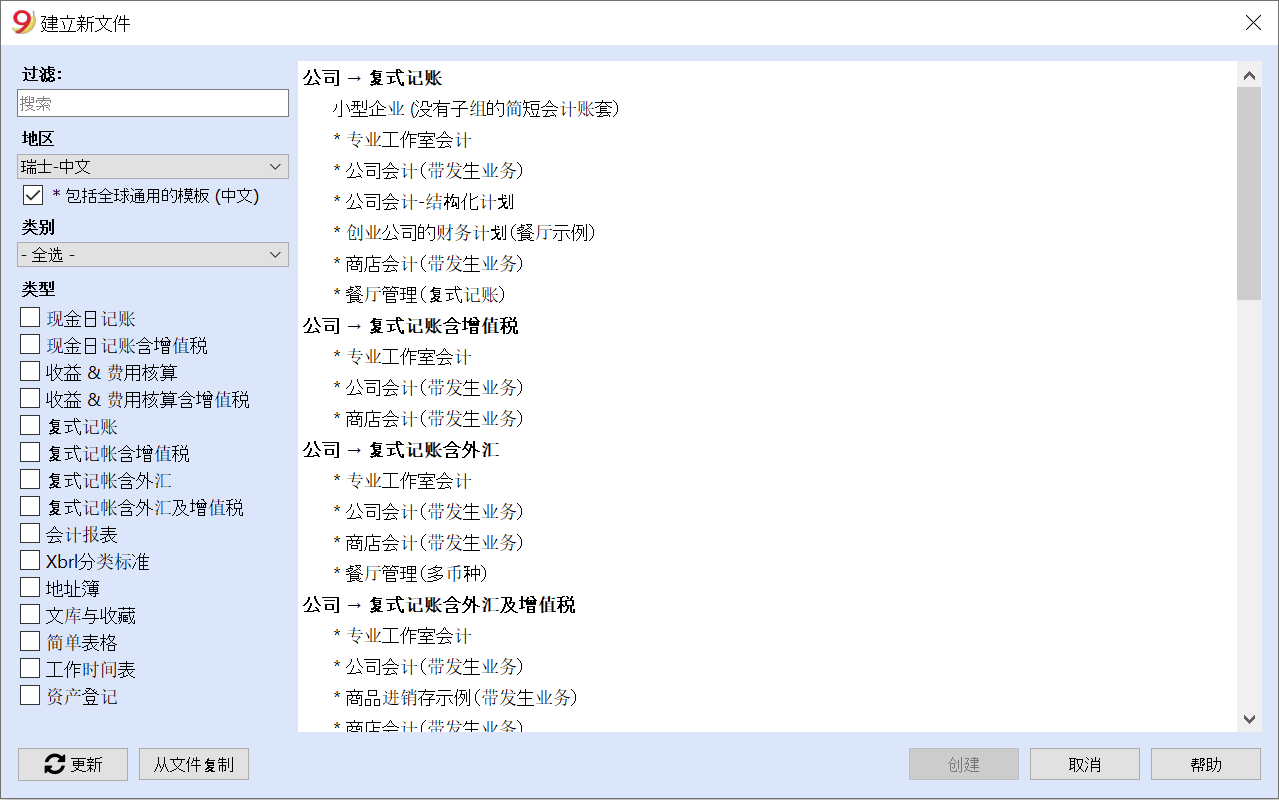 建立新文件
过滤:
搜索
地区
瑞士-中文
* 包括全球通用的模板 (中文)
类别
- 全选 -
类型
现金日记账
现金日记账含增值税
收益 & 费用核算
收益 & 费用核算含增值税
复式记账
复式记帐含增值税
复式记帐含外汇
复式记帐含外汇及增值税
会计报表
Xbrl分类标准
地址簿
文库与收藏
简单表格
工作时间表
资产登记
公司 → 复式记账
小型企业 (没有子组的简短会计账套)
* 专业工作室会计
* 公司会计(带发生业务)
* 公司会计-结构化计划
* 创业公司的财务计划(餐厅示例)
* 商店会计(带发生业务)
* 餐厅管理(复式记账)
公司 → 复式记账含增值税
* 专业工作室会计
* 公司会计(带发生业务)
* 商店会计(带发生业务)
公司 → 复式记账含外汇
* 专业工作室会计
* 公司会计(带发生业务)
* 商店会计(带发生业务)
* 餐厅管理(多币种)
公司 → 复式记账含外汇及增值税
* 专业工作室会计
* 公司会计(带发生业务)
* 商品进销存示例(带发生业务)
* 商店会计(带发生业务)
更新
从文件复制
创建
取消
帮助